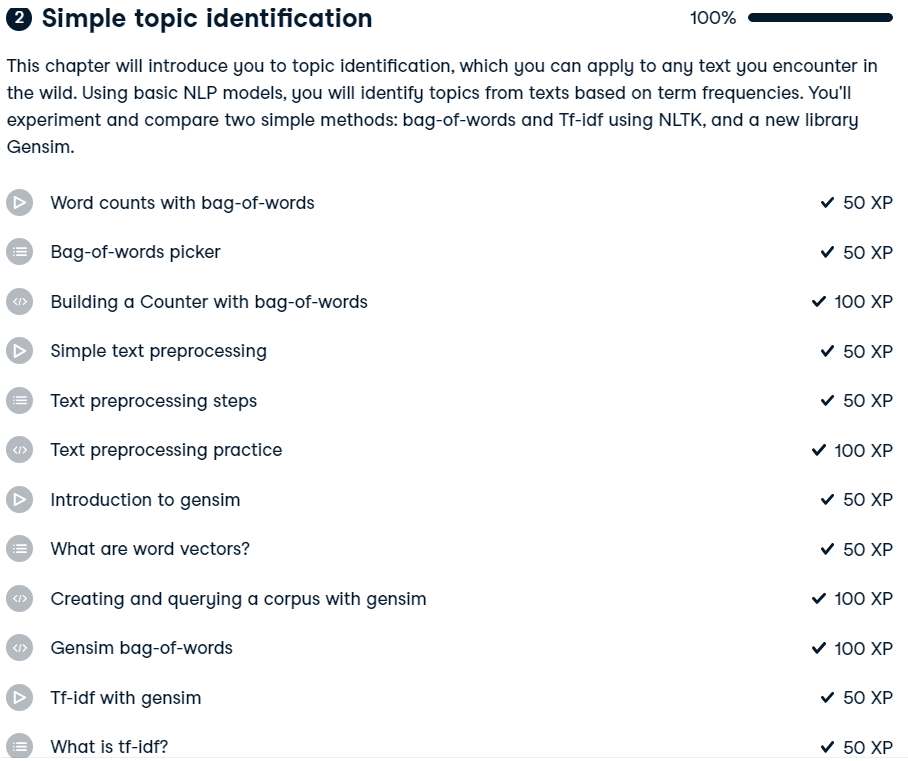 2 Simple topic identification 100%
This chapter will introduce you to topic identification, which you can apply to any text you encounter in
the wild. Using basic NLP models, you will identify topics from texts based on term frequencies. You'll
experiment and compare two simple methods: bag-of-words and Tf-idf using NLTK, and a new library
Gensim.
Word counts with bag-of-words 50 XP
Bag-of-words picker 50 XP
Building a Counter with bag-of-words 100 XP
Simple text preprocessing 50 XP
Text preprocessing steps 50 XP
Text preprocessing practice 100 XP
Introduction to gensim 50 XP
What are word vectors? 50 XP
Creating and querying a corpus with gensim 100 XP
Gensim bag-of-words 100 XP
Tf-idf with gensim 50 XP
What is tf-idf? 50 XP